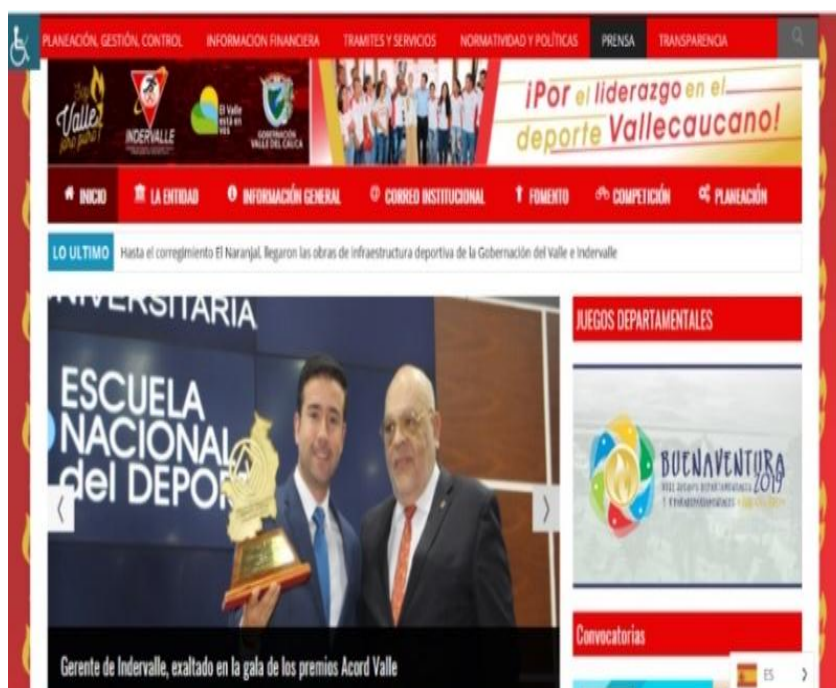 PLANEACIÓN, GESTIÓN, CONTROL INFORMACION FINANCIERA TRAMITES Y SERVICIOS NORMATIVIDAD Y POLÍTICAS PRENSA TRANSPARENCIA
Valle
INDERVALLE
El Valle
está en
vos
GOBERNACIÓN
VALLE DEL CAUCA
¡Por el liderazgo en el
deporte Vallecaucano!
INICIO LA ENTIDAD INFORMACIÓN GENERAL CORREO INSTITUCIONAL FOMENTO COMPETICIÓN PLANEACIÓN
LO ULTIMO Hasta el corregimiento El Naranjal, llegaron las obras de infraestructura deportiva de la Gobernación del Valle e Indervalle
ESCUELA
NACIONAL
del DEPOR
Gerente de Indervalle, exaltado en la gala de los premios Acord Valle
JUEGOS DEPARTAMENTALES
BUENAVENTURA
2019
Convocatorias
ES